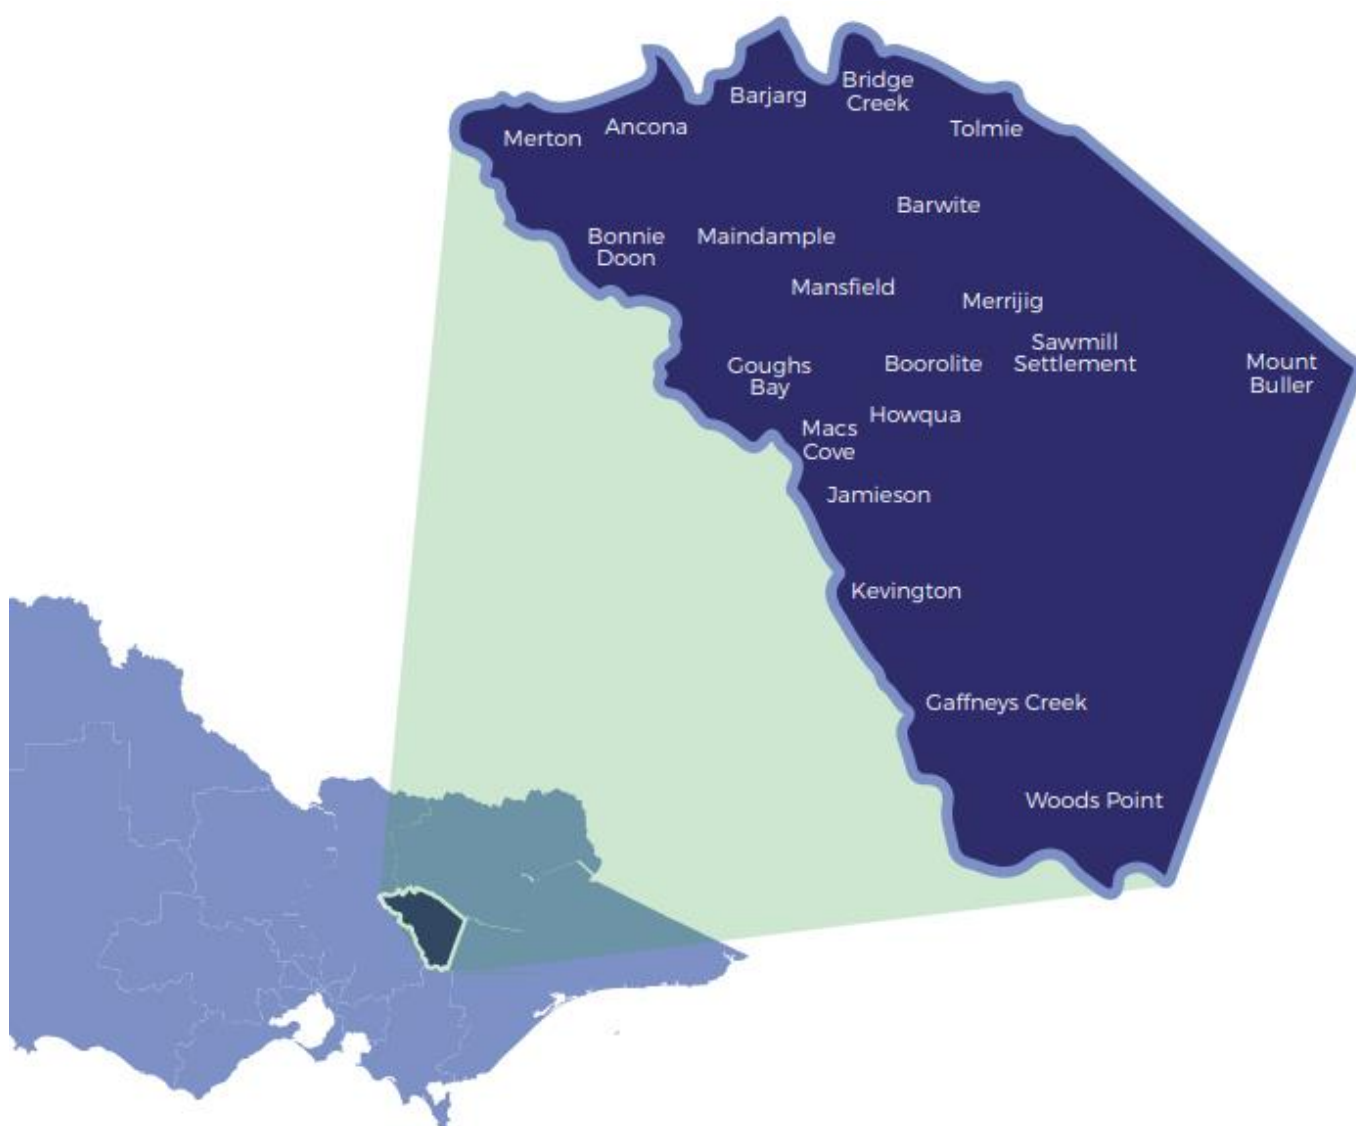 Bridge
Creek
Barjarg
Ancona
Tolmie
Merton
Barwite
Bonnie
Doon
Maindample
Mansfield
Merrijig
Sawmill
Settlement
Goughs
Bay
Boorolite
Mount
Buller
Howqua
Macs
Cove
Jamieson
Kevington
Gaffneys Creek
Woods Point